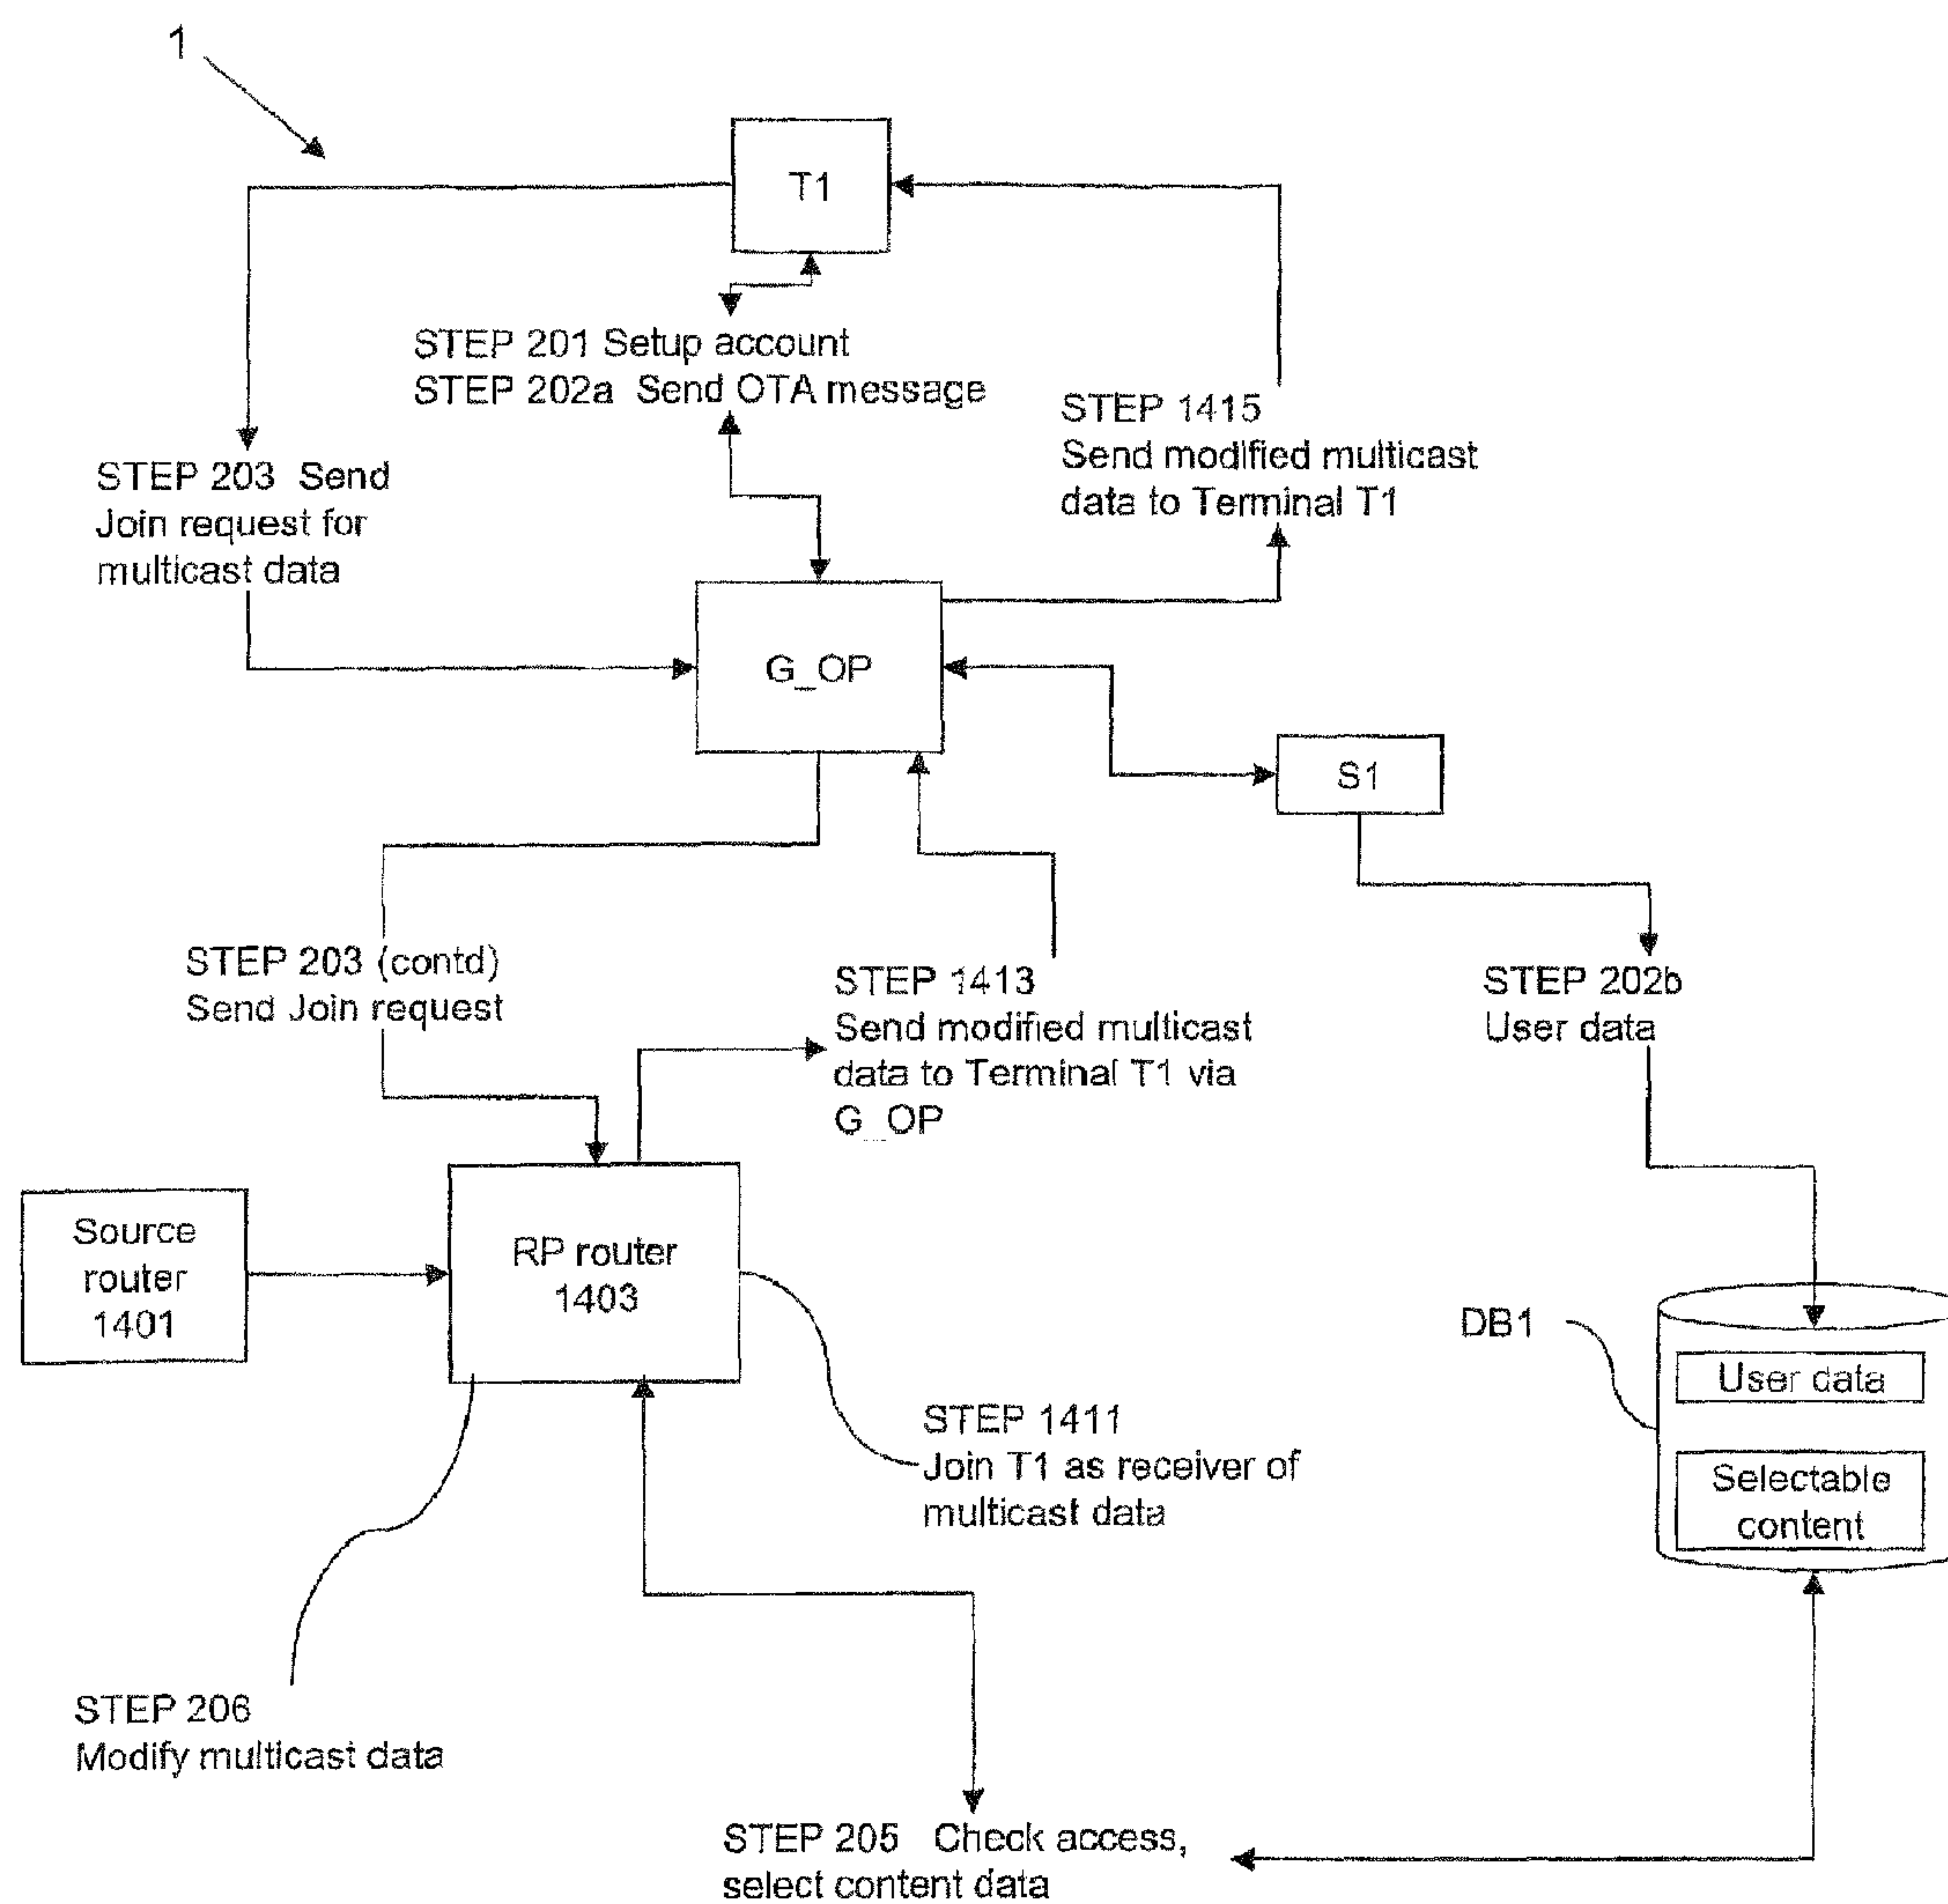 1
T1
STEP 201 Setup account
STEP 202a Send OTA message
STEP 1415
Send modified multicast
data to Terminal T1
STEP 203 Send
Join request for
multicast data
G_OP
S1
STEP 203 (contd)
Send Join request
STEP 1413
Send modified multicast
data to Terminal T1 via
G_OP
STEP 202b
User data
Source
router
1401
RP router
1403
DB1
User data
Selectable
content
STEP 1411
Join T1 as receiver of
multicast data
STEP 206
Modify multicast data
STEP 205 Check access,
select content data